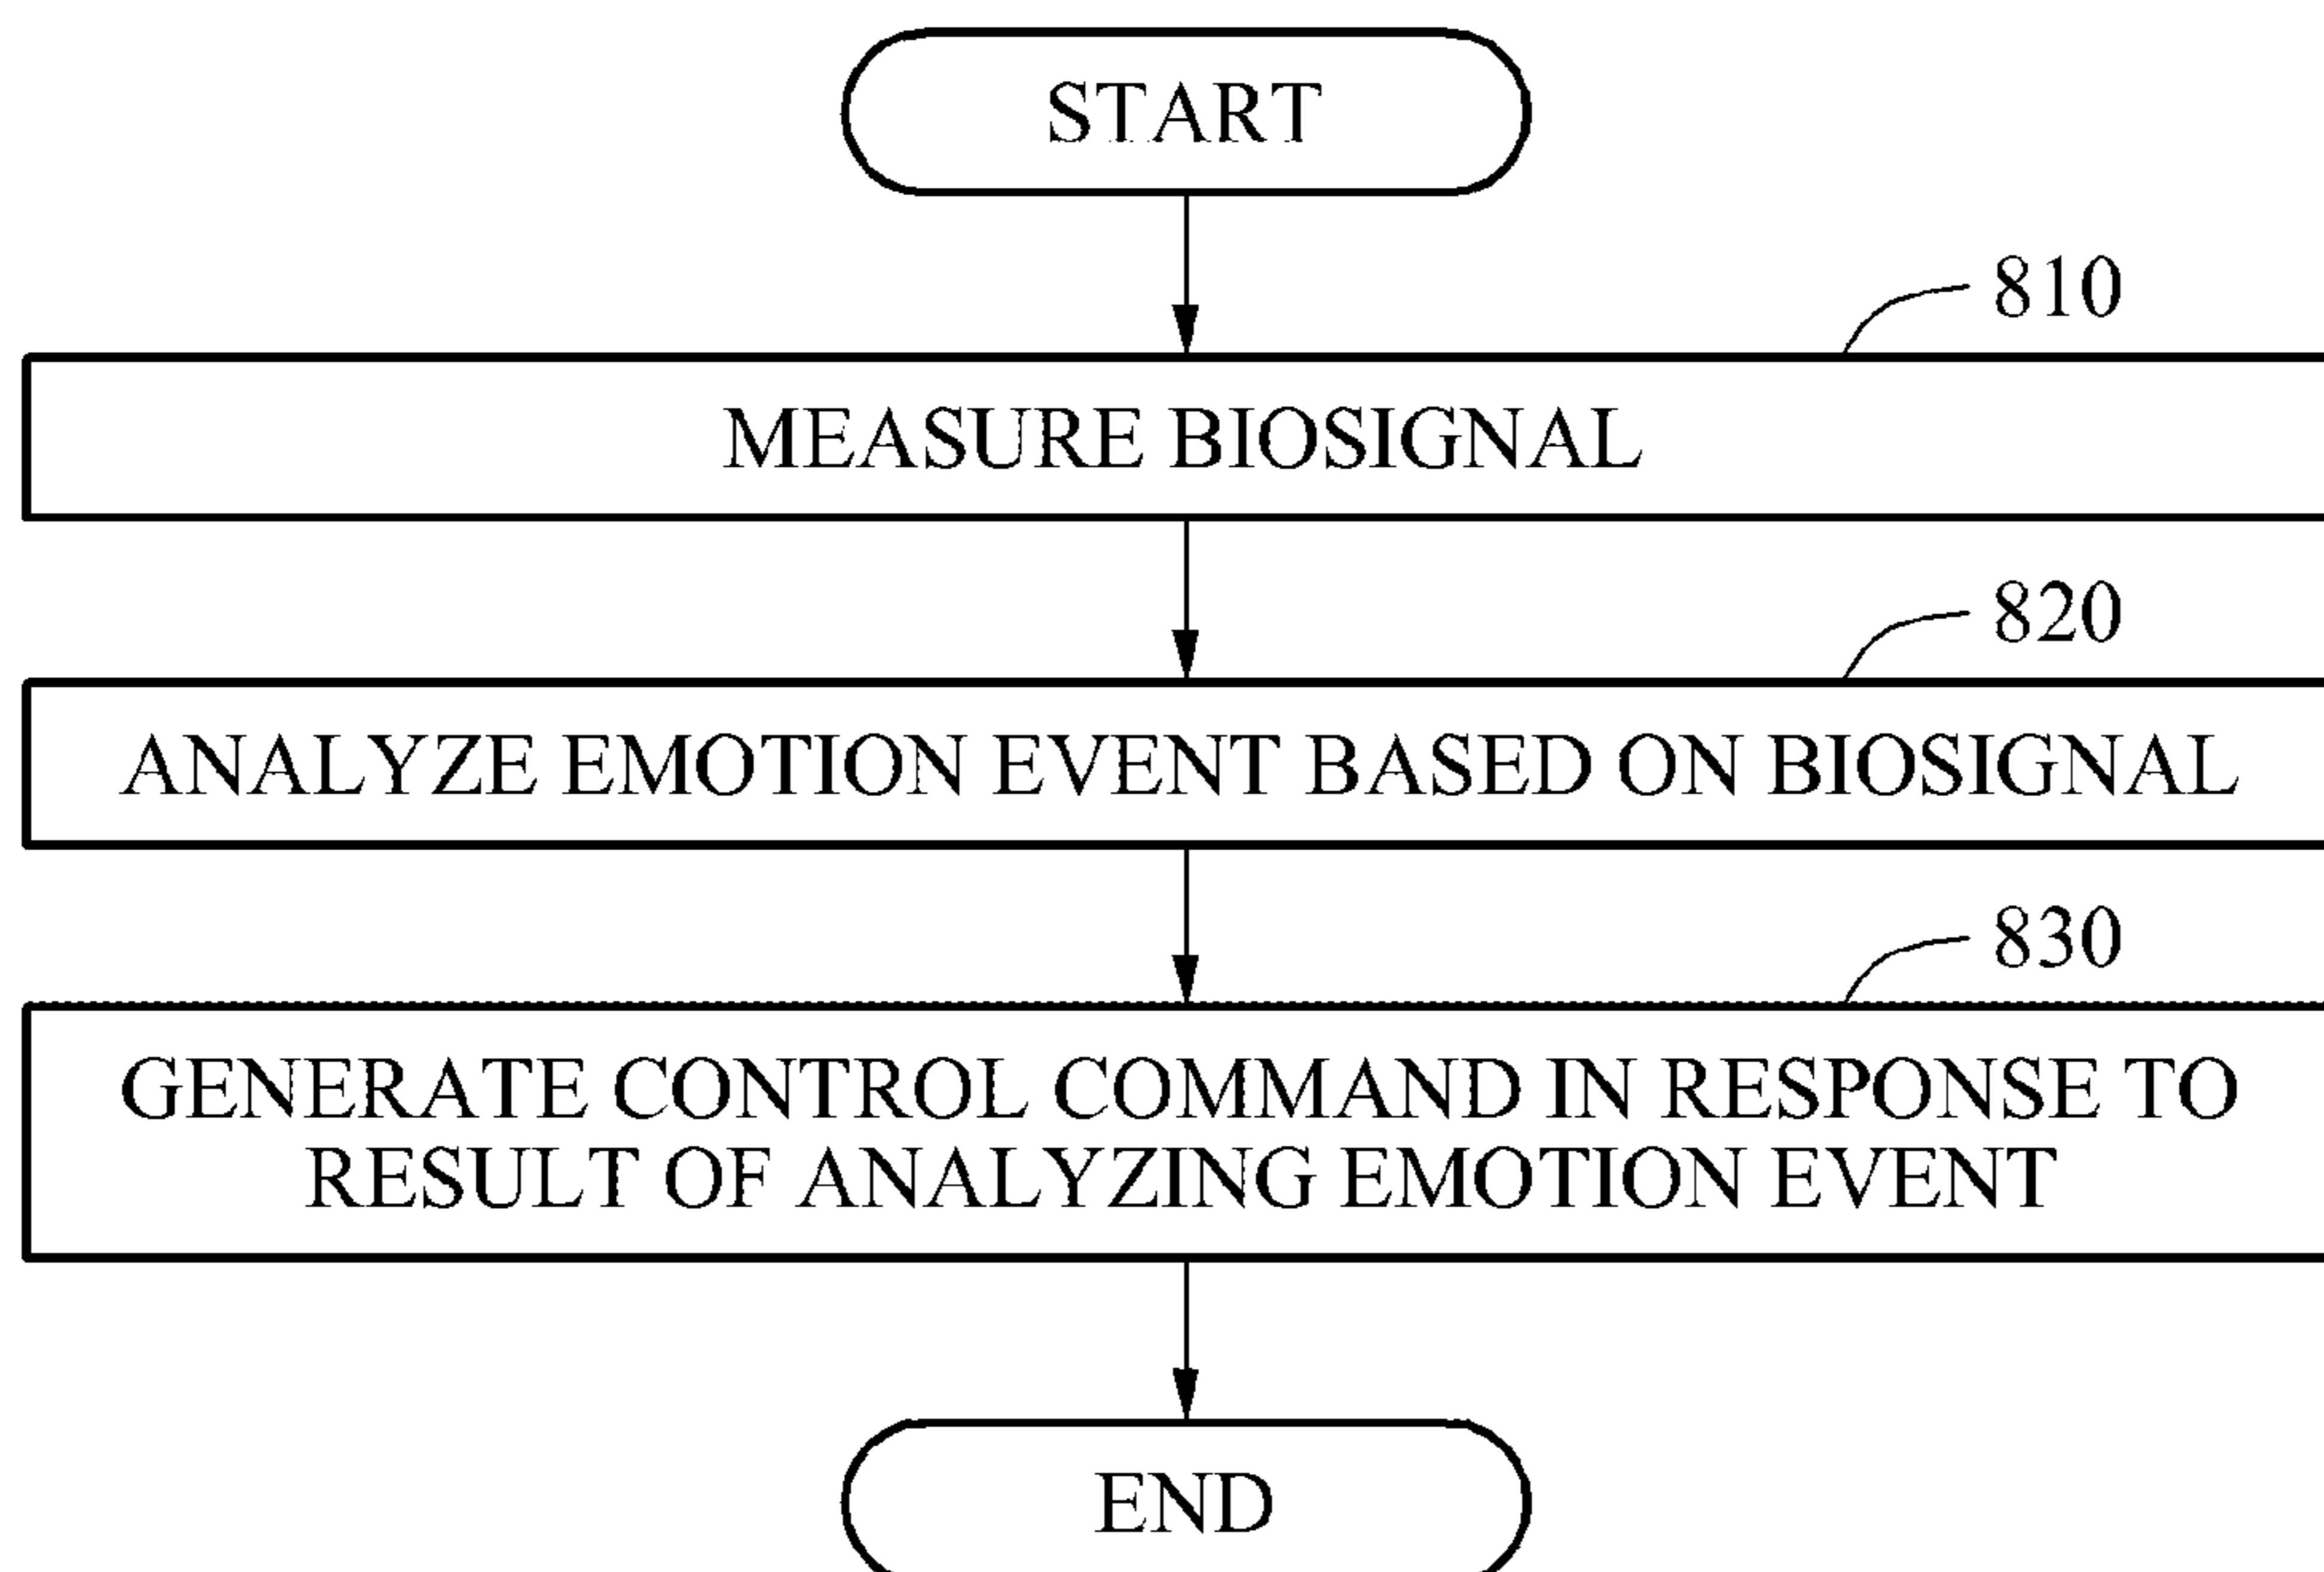 START
810
MEASURE BIOSIGNAL
820
ANALYZE EMOTION EVENT BASED ON BIOSIGNAL
830
GENERATE CONTROL COMMAND IN RESPONSE TO
RESULT OF ANALYZING EMOTION EVENT
END